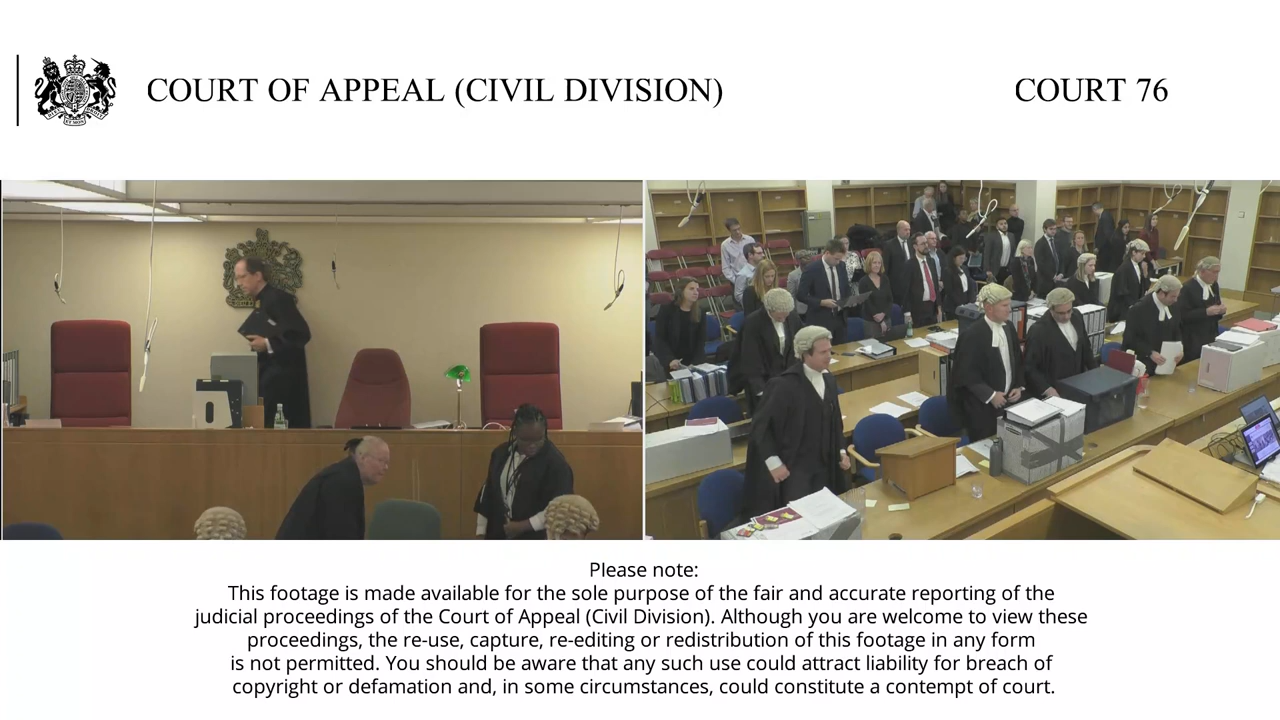 COURT OF APPEAL (CIVIL DIVISION)
COURT 76
Please note:
This footage is made available for the sole purpose of the fair and accurate reporting of the
judicial proceedings of the Court of Appeal (Civil Division). Although you are welcome to view these
proceedings, the re-use, capture, re-editing or redistribution of this footage in any form
is not permitted. You should be aware that any such use could attract liability for breach of
copyright or defamation and, in some circumstances, could constitute a contempt of court.